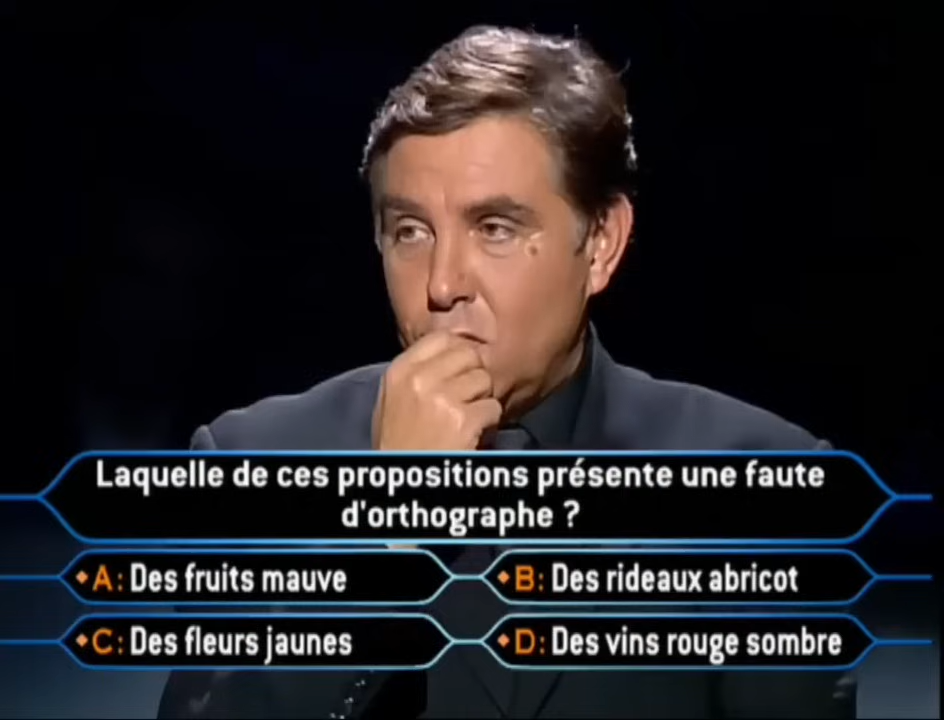 Laquelle de ces propositions présente une faute
d'orthographe ?
A: Des fruits mauve
B: Des rideaux abricot
C: Des fleurs jaunes
D: Des vins rouge sombre